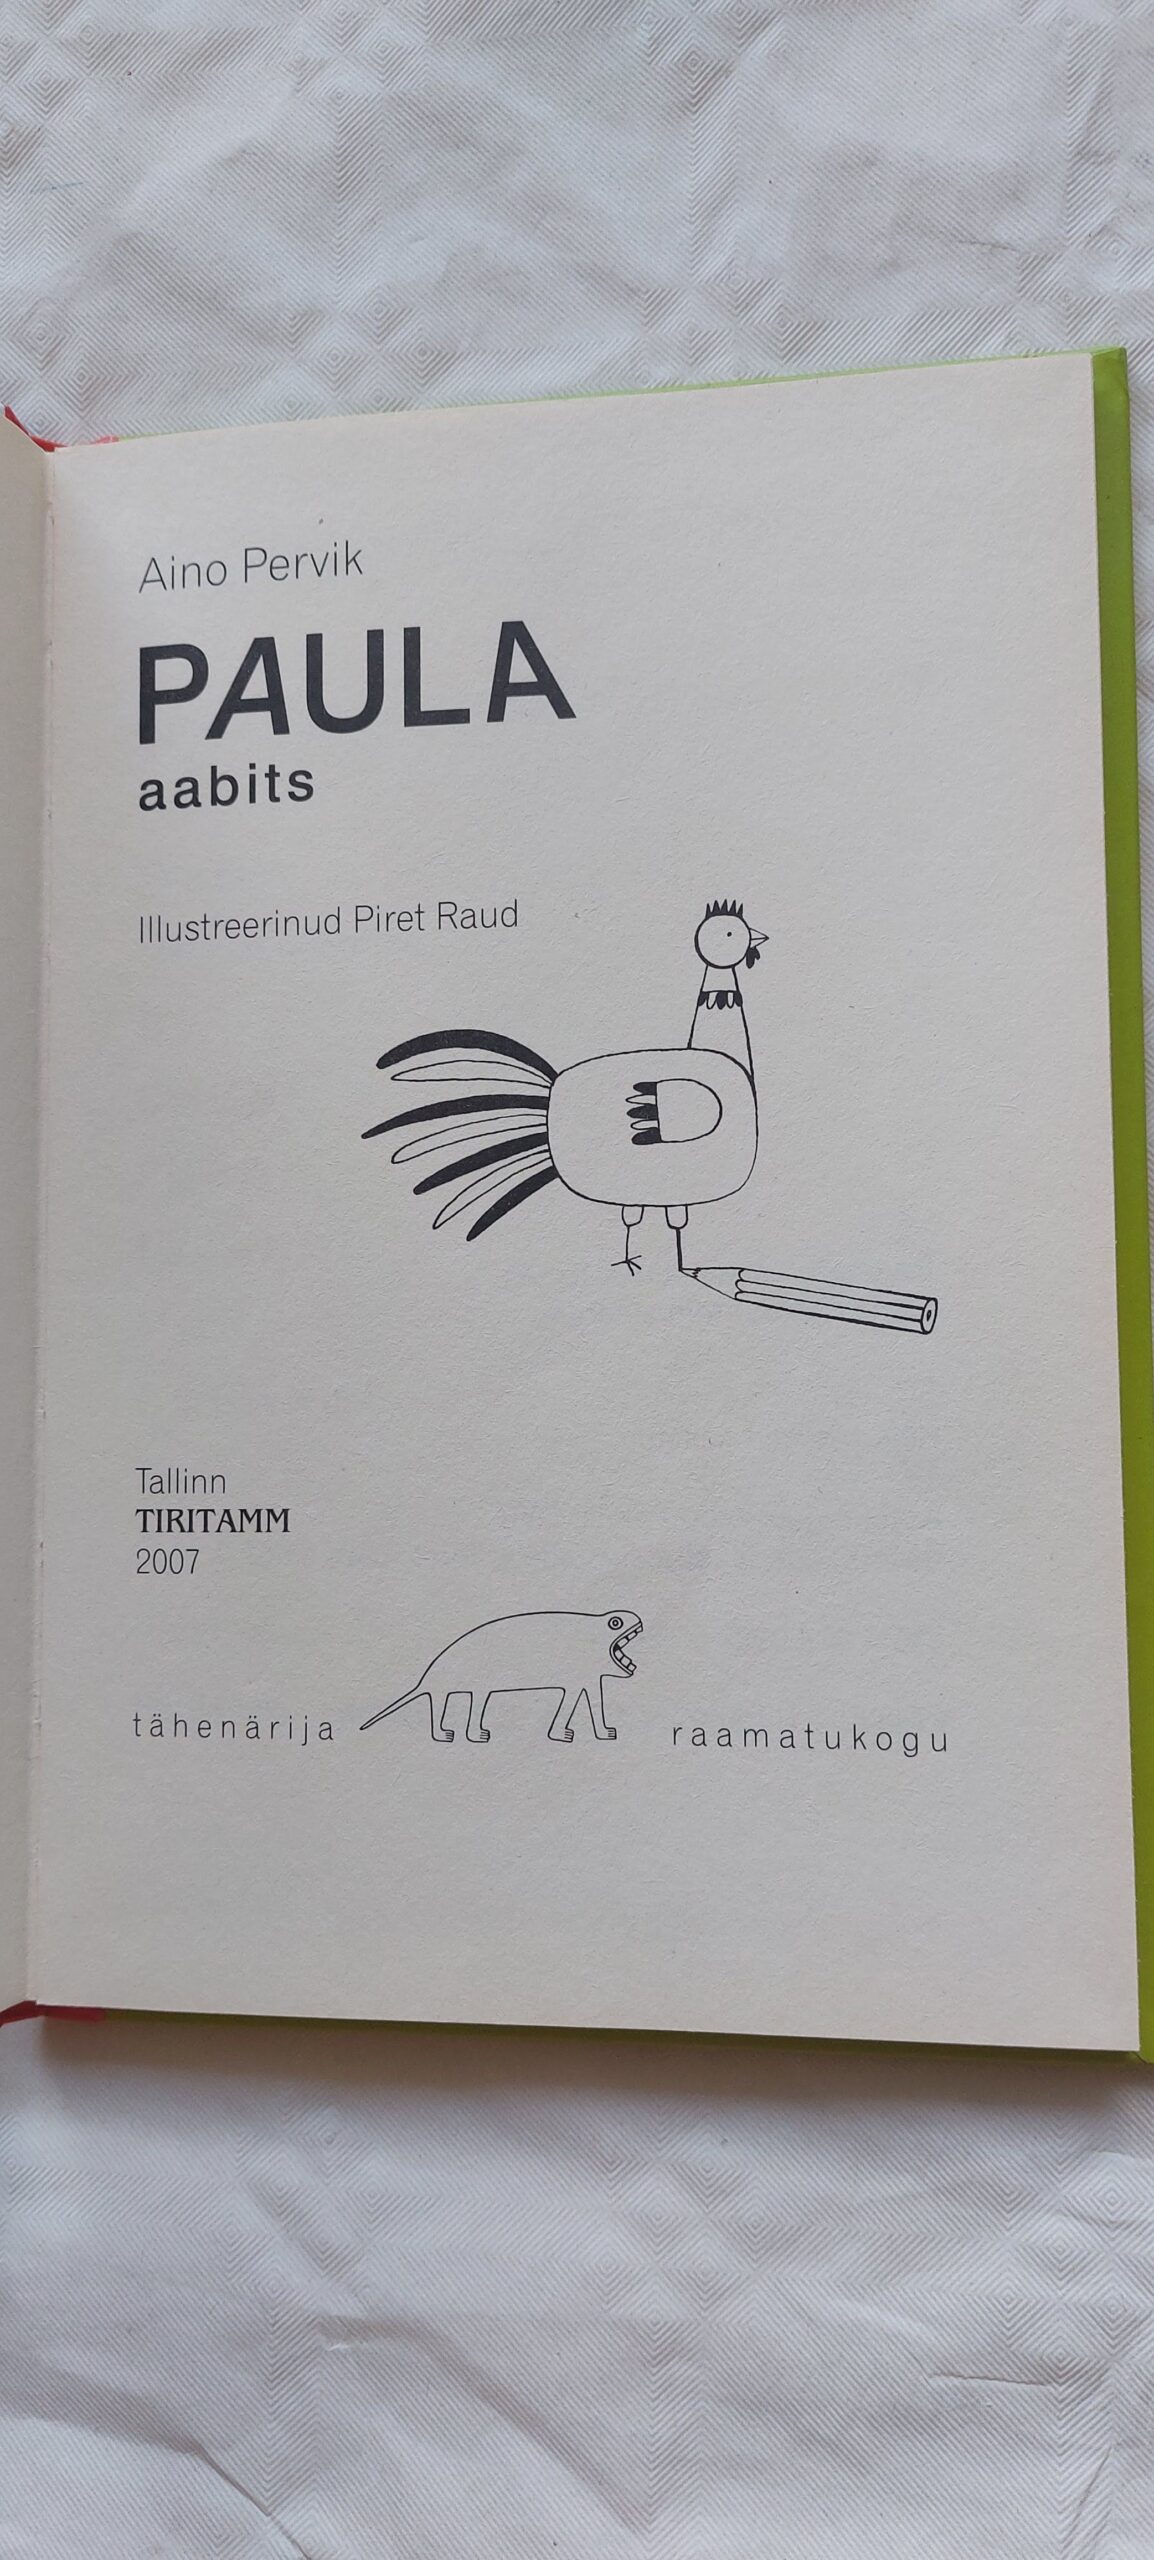 Aino Pervik
PAULA
aabits
Illustreerinud Piret Raud
Tallinn
TIRITAMM
2007
tähenärija raamatukogu